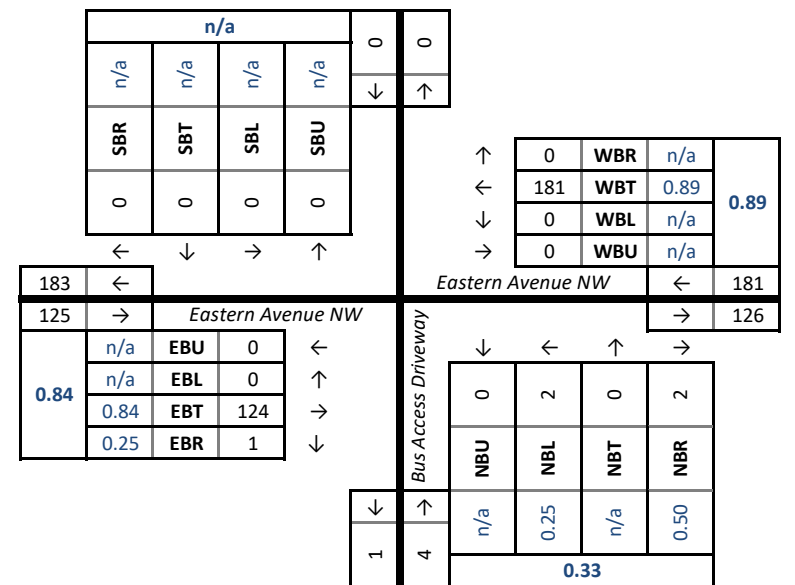 n/a
0 0
n/a n/a n/a n/a
↓ ↑
SBR SBT SBL SBU
0 0 0 0
← ↓ → ↑
↑ 0 WBR n/a
← 181 WBT 0.89
0.89
↓ 0 WBL n/a
→ 0 WBU n/a
183 ← Eastern Avenue NW ← 181
125 → Eastern Avenue NW → 126
n/a EBU 0 ←
n/a EBL 0 ↑
0.84
0.84 EBT 124 →
0.25 EBR 1 ↓
Bus Access Driveway
↓ ← ↑ →
0 2 0 2
NBU NBL NBT NBR
↓ ↑
n/a 0.25 n/a 0.50
1 4
0.33